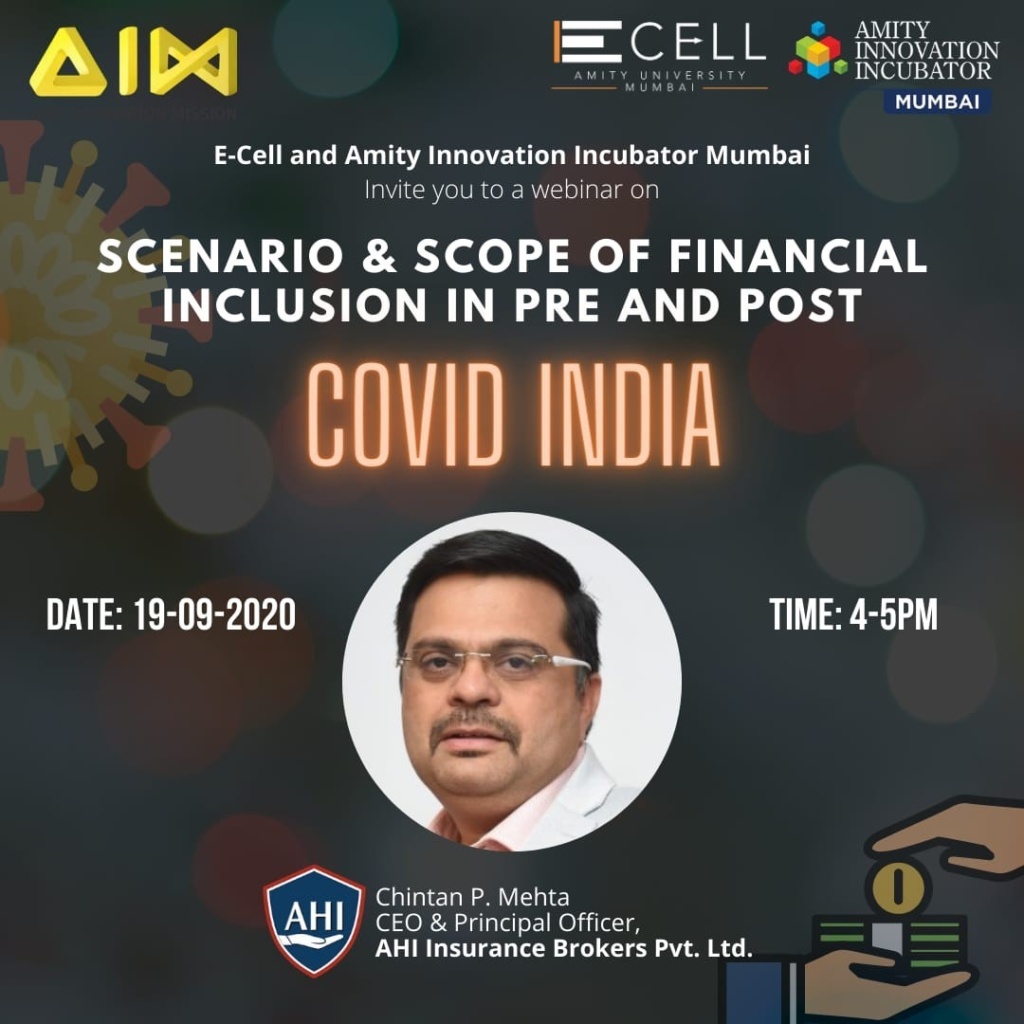 AIM
ECELL
AMITY UNIVERSITY
MUMBAI
AMITY
INNOVATION
INCUBATOR
MUMBAI
E-Cell and Amity Innovation Incubator Mumbai
Invite you to a webinar on
SCENARIO & SCOPE OF FINANCIAL
INCLUSION IN PRE AND POST
COVID INDIA
DATE: 19-09-2020
TIME: 4-5PM
AHI
Chintan P. Mehta
CEO & Principal Officer,
AHI Insurance Brokers Pvt. Ltd.